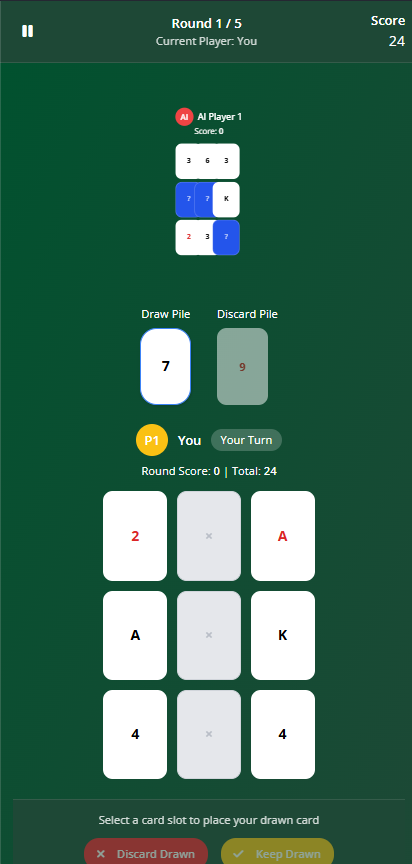 Round 1 / 5
Current Player: You
Score
24
AI AI Player 1
Score: 0
3 6 3
? ? K
2 3 ?
Draw Pile Discard Pile
7 9
P1 You Your Turn
Round Score: 0 | Total: 24
2 × A
A × K
4 × 4
Select a card slot to place your drawn card
× Discard Drawn ✓ Keep Drawn